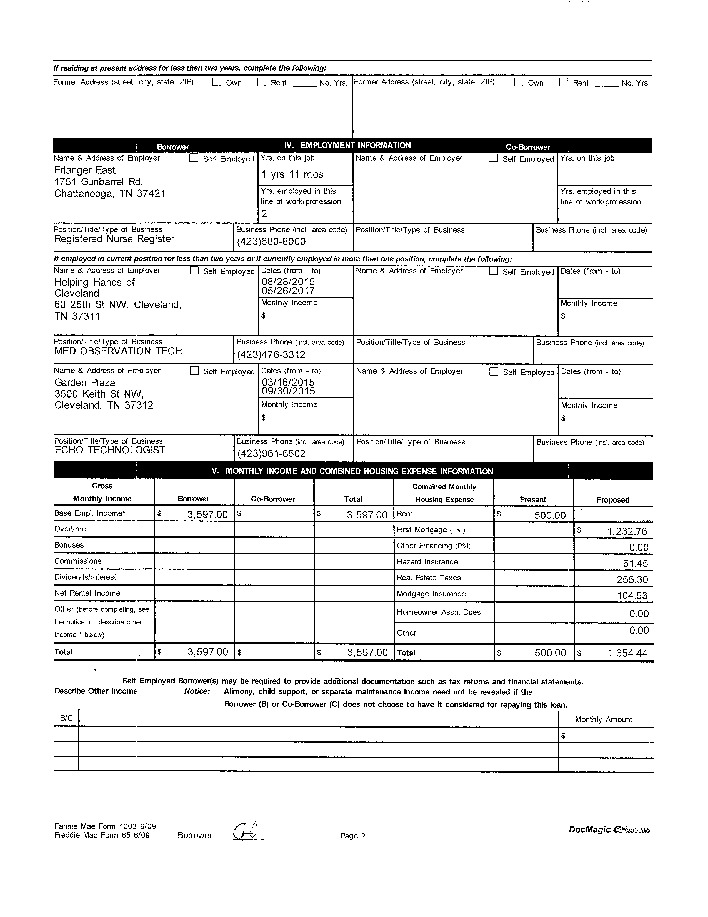 If residing at present address for less than two years, complete the following:
Former Address (street, city, state, ZIP) Own Rent ____ No. Yrs. Former Address (street, city, state, ZIP) Own Rent ____ No. Yrs.
Borrower IV. EMPLOYMENT INFORMATION Co-Borrower
Name & Address of Employer Self Employed Yrs. on this job Name & Address of Employer Self Employed Yrs. on this job
Erlanger East
1 yrs 11 mos
1751 Gunbarrel Rd.
Chattanooga, TN 37421
Yrs. employed in this line of work/profession Yrs. employed in this line of work/profession
2
Position/Title/Type of Business Business Phone (incl. area code) Position/Title/Type of Business Business Phone (incl. area code)
Registered Nurse Register (423)680-8000
If employed in current position for less than two years or if currently employed in more than one position, complete the following:
Name & Address of Employer Self Employed Dates (from - to) Name & Address of Employer Self Employed Dates (from - to)
Helping Hands of
Cleveland
25th St NW, Cleveland,
TN 37311
Monthly Income Monthly Income
$ $
Position/Title/Type of Business Business Phone (incl. area code) Position/Title/Type of Business Business Phone (incl. area code)
MED OBSERVATION TECH (423)476-3312
Name & Address of Employer Self Employed Dates (from - to) Name & Address of Employer Self Employed Dates (from - to)
Garden Plaza
3500 Keith St NW,
Cleveland, TN 37312
03/16/2015
09/30/2015
Monthly Income Monthly Income
$ $
Position/Title/Type of Business Business Phone (incl. area code) Position/Title/Type of Business Business Phone (incl. area code)
ECHO TECHNOLOGIST (423)961-6502
V. MONTHLY INCOME AND COMBINED HOUSING EXPENSE INFORMATION
Gross Monthly Income Borrower Co-Borrower Total Combined Monthly Housing Expense Present Proposed
Base Empl. Income* $ 3,597.00 $ $ 3,597.00 Rent $ 500.00
Overtime First Mortgage (P&I) $ 1,232.76
Bonuses Other Financing (P&I) 0.00
Commissions Hazard Insurance 51.45
Dividends/Interest Real Estate Taxes 265.30
Net Rental Income Mortgage Insurance 104.93
Other (before completing, see the notice in "describe other income," below) Homeowner Assn. Dues 0.00
Other: 0.00
Total $ 3,597.00 $ $ 3,597.00 Total $ 500.00 $ 1,654.44
Self Employed Borrower(s) may be required to provide additional documentation such as tax returns and financial statements.
Describe Other Income Notice: Alimony, child support, or separate maintenance income need not be revealed if the
Borrower (B) or Co-Borrower (C) does not choose to have it considered for repaying this loan.
B/C Monthly Amount
$
Fannie Mae Form 1003 6/09
Freddie Mac Form 65 6/09 Borrower Page 2
DocMagic